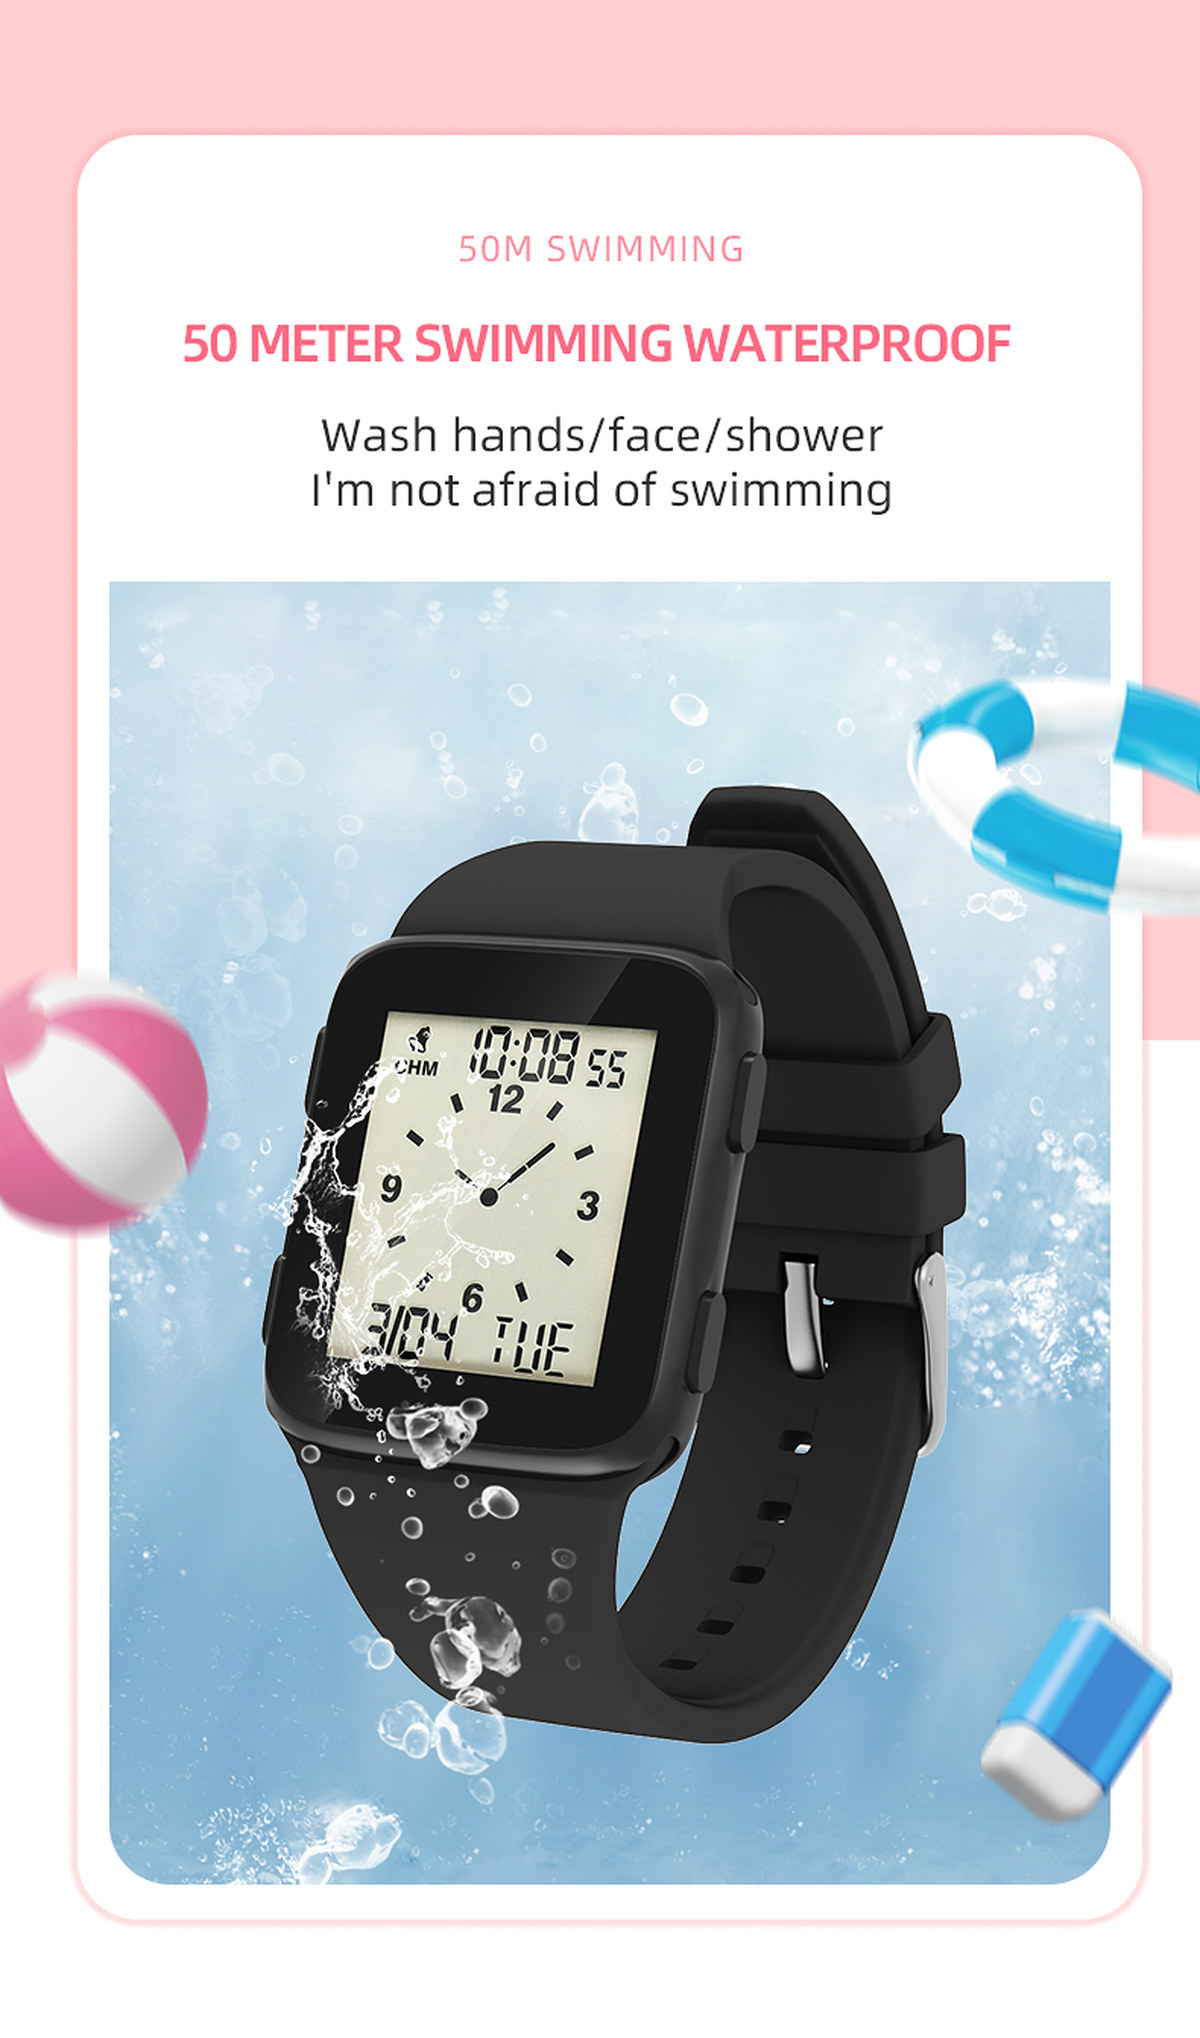 50M SWIMMING
50 METER SWIMMING WATERPROOF
Wash hands/face/shower
I'm not afraid of swimming
CHM 10:08 55
12
9
3
6
3/04 TUE